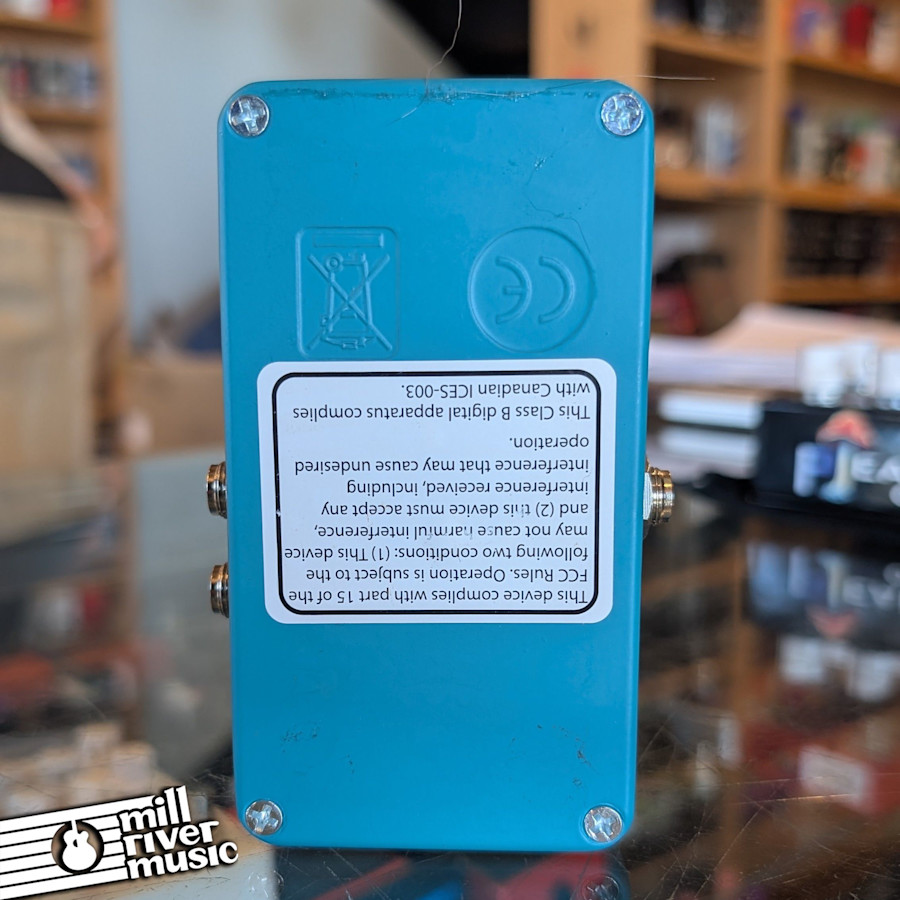 This device complies with part 15 of the
FCC Rules. Operation is subject to the
following two conditions: (1) This device
may not cause harmful interference,
and (2) this device must accept any
interference received, including
interference that may cause undesired
operation.
This Class B digital apparatus complies
with Canadian ICES-003.
CE
mill
river
music